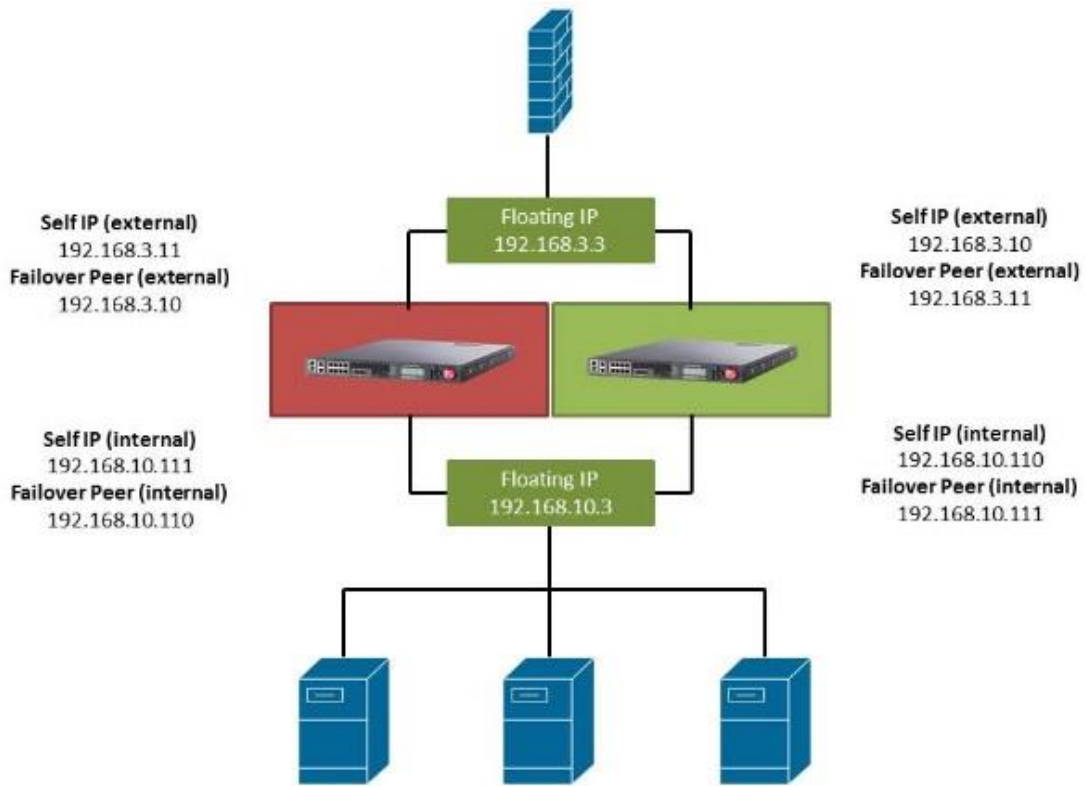 Floating IP
192.168.3.3
Self IP (external)
192.168.3.11
Failover Peer (external)
192.168.3.10
Self IP (external)
192.168.3.10
Failover Peer (external)
192.168.3.11
Self IP (internal)
192.168.10.111
Failover Peer (internal)
192.168.10.110
Floating IP
192.168.10.3
Self IP (internal)
192.168.10.110
Failover Peer (internal)
192.168.10.111